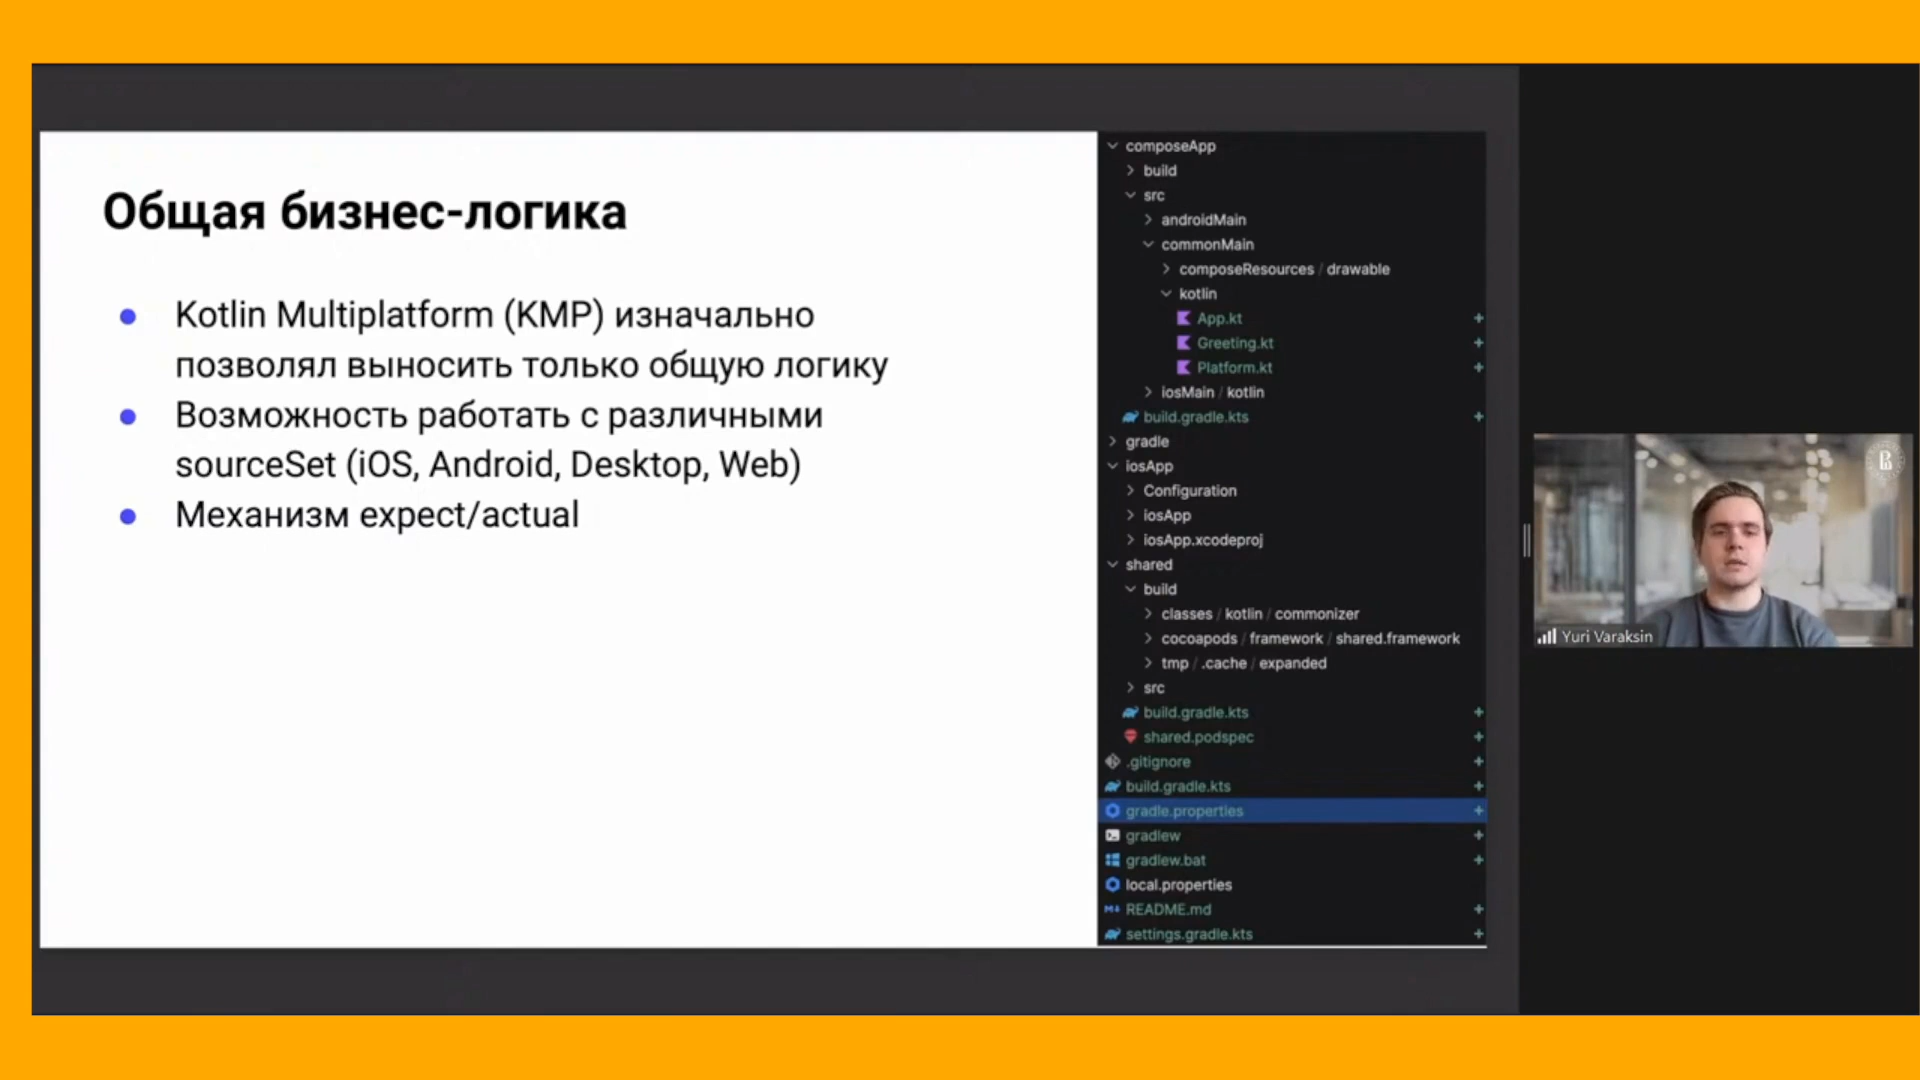 Общая бизнес-логика
Kotlin Multiplatform (KMP) изначально
позволял выносить только общую логику
Возможность работать с различными
sourceSet (iOS, Android, Desktop, Web)
Механизм expect/actual
composeApp
build
src
androidMain
commonMain
composeResources / drawable
kotlin
App.kt +
Greeting.kt +
Platform.kt +
iosMain / kotlin
build.gradle.kts +
gradle
iosApp
Configuration
iosApp
iosApp.xcodeproj
shared
build
classes / kotlin / commonizer
cocoapods / framework / shared.framework
tmp / .cache / expanded
src
build.gradle.kts +
shared.podspec +
.gitignore +
build.gradle.kts +
gradle.properties +
gradlew +
gradlew.bat +
local.properties
README.md +
settings.gradle.kts +
Yuri Varaksin